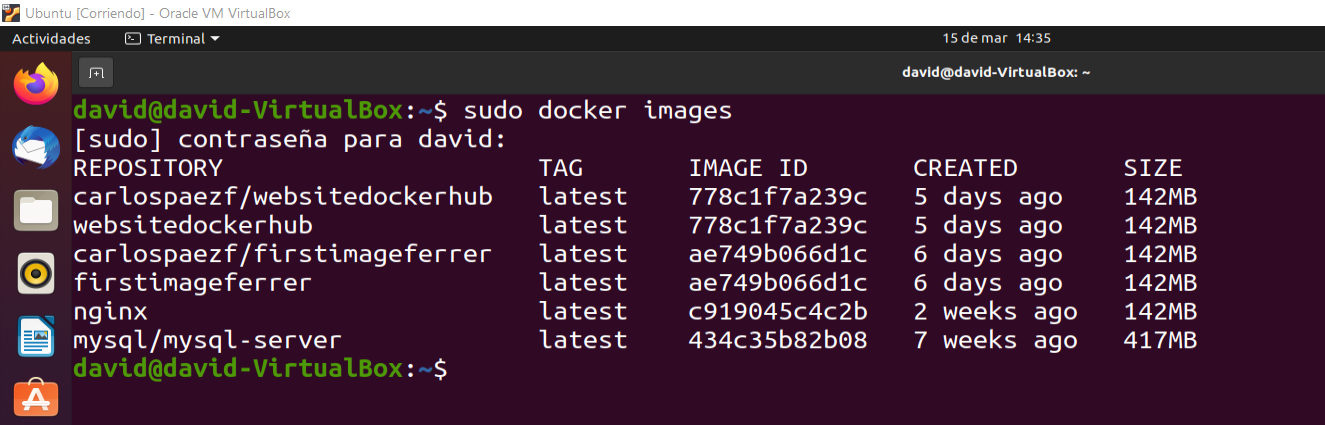 Ubuntu [Corriendo] - Oracle VM VirtualBox
Actividades Terminal 15 de mar 14:35
david@david-VirtualBox: ~
david@david-VirtualBox:~$ sudo docker images
[sudo] contraseña para david:
REPOSITORY TAG IMAGE ID CREATED SIZE
carlospaezf/websitedockerhub latest 778c1f7a239c 5 days ago 142MB
websitedockerhub latest 778c1f7a239c 5 days ago 142MB
carlospaezf/firstimageferrer latest ae749b066d1c 6 days ago 142MB
firstimageferrer latest ae749b066d1c 6 days ago 142MB
nginx latest c919045c4c2b 2 weeks ago 142MB
mysql/mysql-server latest 434c35b82b08 7 weeks ago 417MB
david@david-VirtualBox:~$